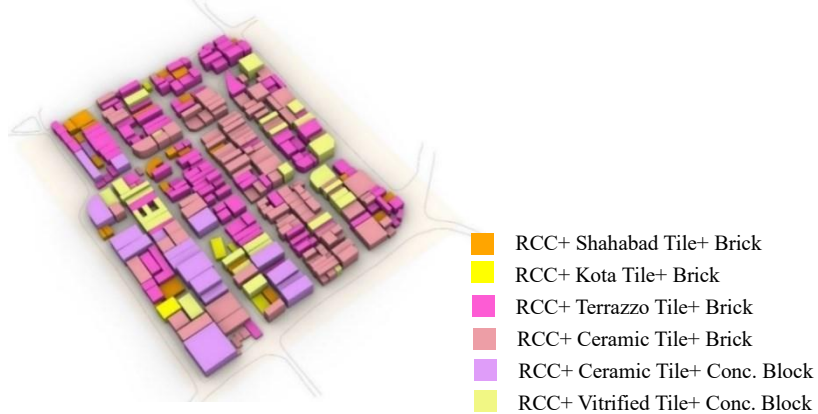 RCC+ Shahabad Tile+ Brick
RCC+ Kota Tile+ Brick
RCC+ Terrazzo Tile+ Brick
RCC+ Ceramic Tile+ Brick
RCC+ Ceramic Tile+ Conc. Block
RCC+ Vitrified Tile+ Conc. Block